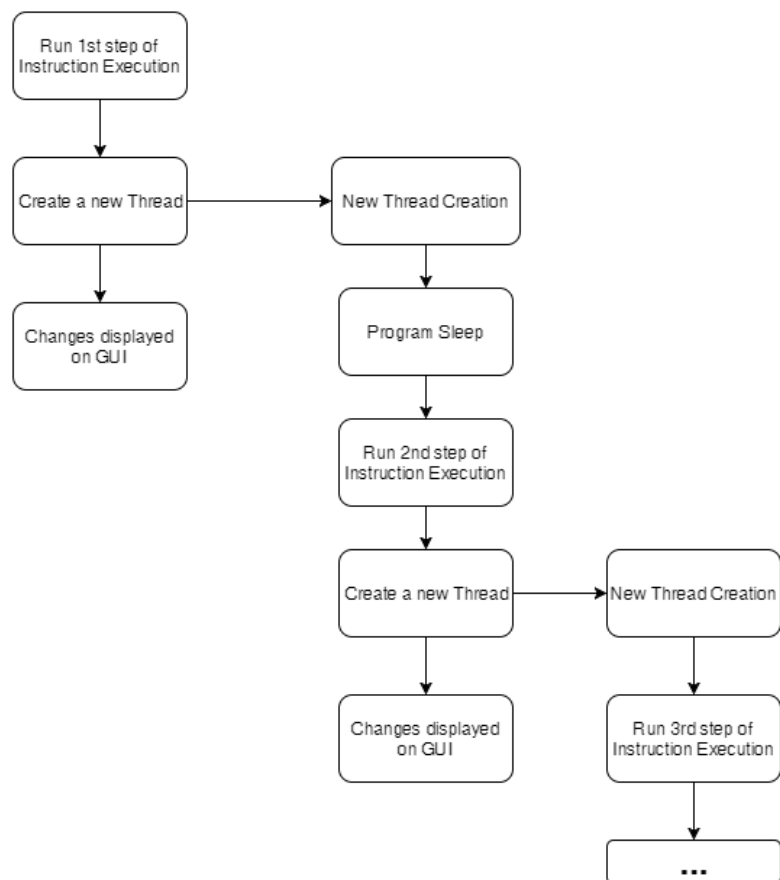 Run 1st step of
Instruction Execution
Create a new Thread
New Thread Creation
Changes displayed
on GUI
Program Sleep
Run 2nd step of
Instruction Execution
Create a new Thread
New Thread Creation
Changes displayed
on GUI
Run 3rd step of
Instruction Execution
...